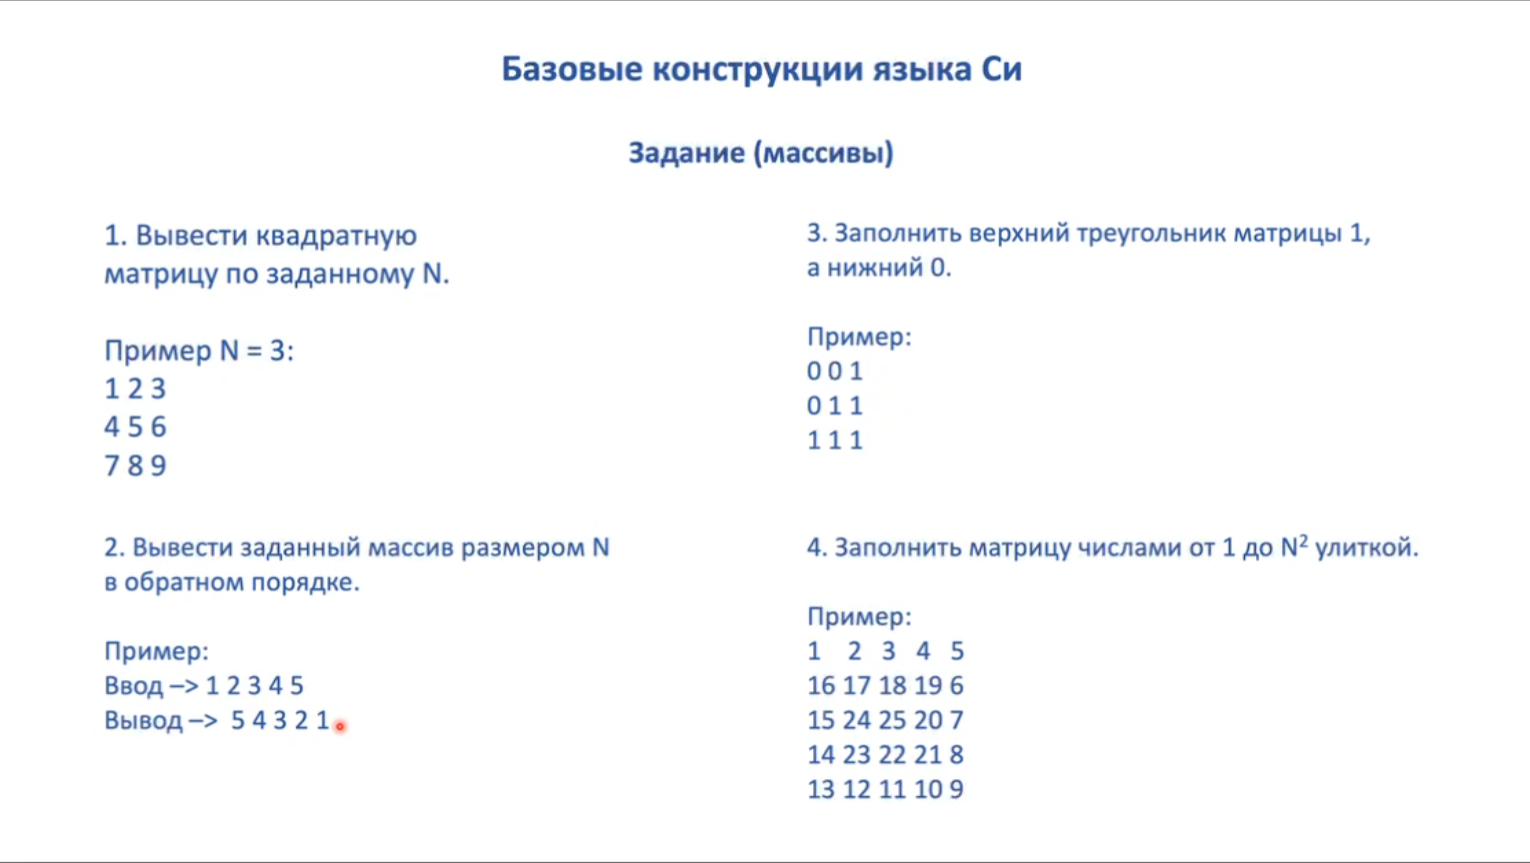 Базовые конструкции языка Си
Задание (массивы)
1. Вывести квадратную
матрицу по заданному N.
Пример N = 3:
1 2 3
4 5 6
7 8 9
2. Вывести заданный массив размером N
в обратном порядке.
Пример:
Ввод –> 1 2 3 4 5
Вывод –> 5 4 3 2 1
3. Заполнить верхний треугольник матрицы 1,
а нижний 0.
Пример:
0 0 1
0 1 1
1 1 1
4. Заполнить матрицу числами от 1 до N² улиткой.
Пример:
1 2 3 4 5
16 17 18 19 6
15 24 25 20 7
14 23 22 21 8
13 12 11 10 9